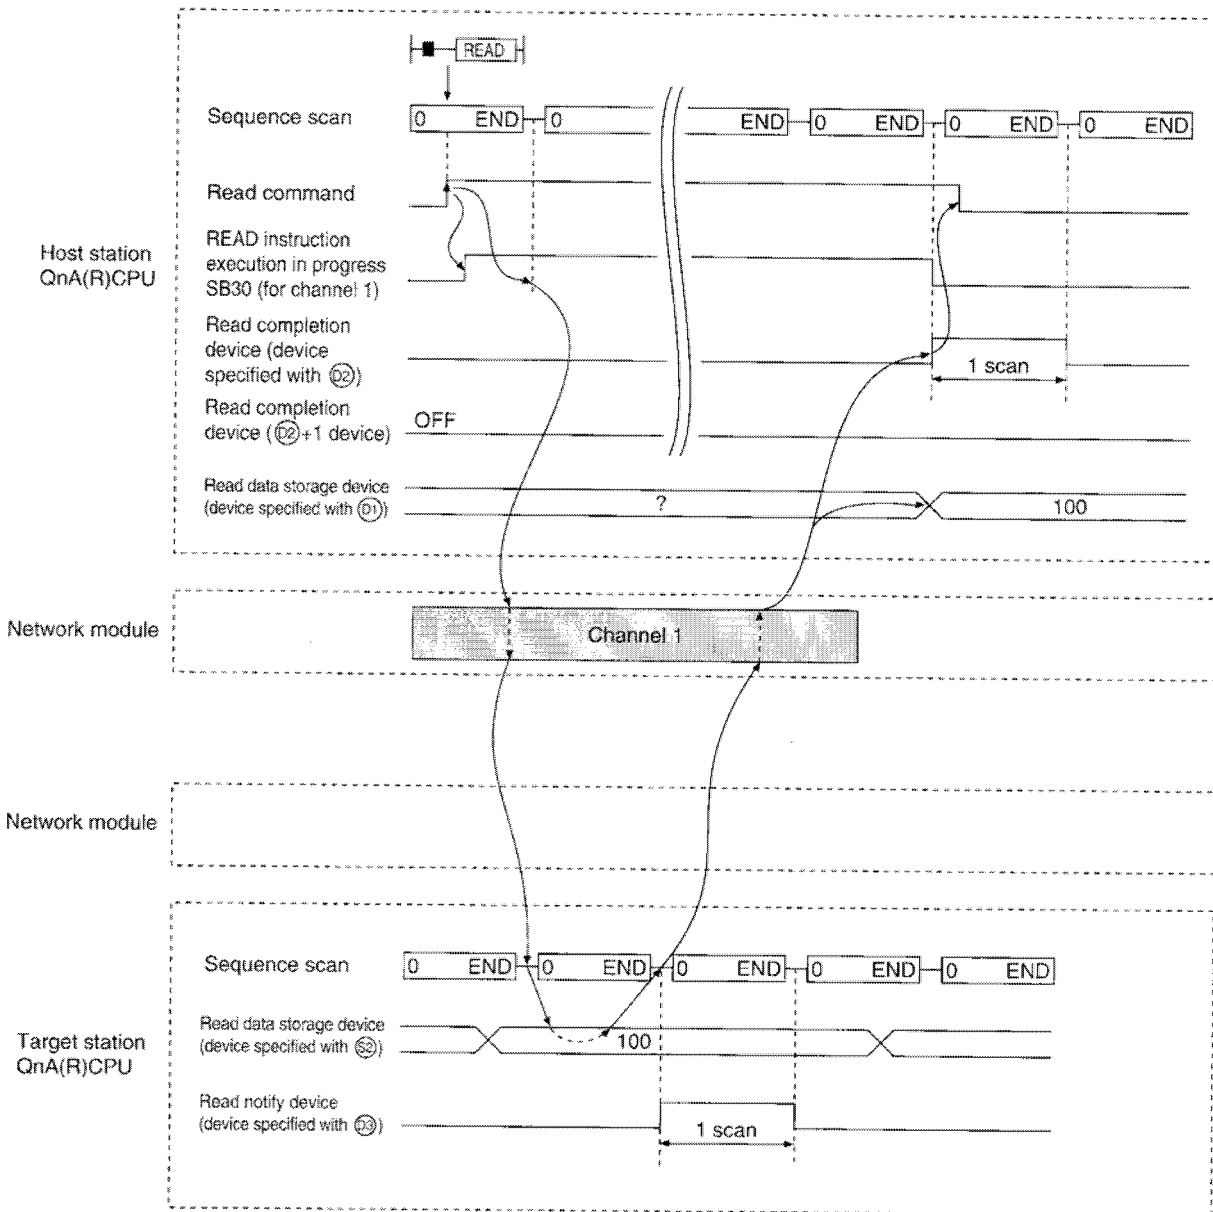 READ
Sequence scan 0 END 0 END 0 END 0 END 0 END
Read command
Host station
QnA(R)CPU
READ instruction
execution in progress
SB30 (for channel 1)
Read completion
device (device
specified with D2)
1 scan
Read completion
device (D2+1 device)
OFF
Read data storage device
(device specified with D1)
?
100
Network module
Channel 1
Network module
Sequence scan 0 END 0 END 0 END 0 END 0 END
Target station
QnA(R)CPU
Read data storage device
(device specified with S2)
100
Read notify device
(device specified with D3)
1 scan